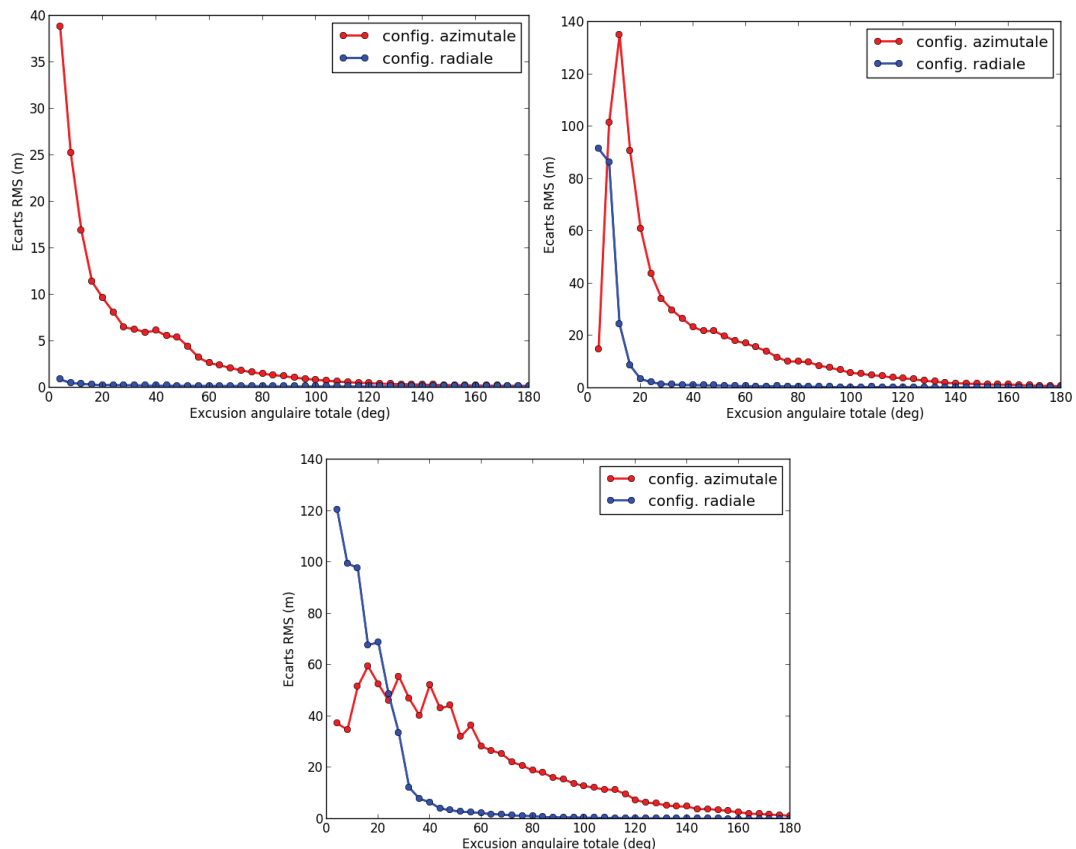 40
35
30
25
20
15
10
5
0
Ecarts RMS (m)
config. azimutale
config. radiale
0 20 40 60 80 100 120 140 160 180
Excusion angulaire totale (deg)
140
120
100
80
60
40
20
0
Ecarts RMS (m)
config. azimutale
config. radiale
0 20 40 60 80 100 120 140 160 180
Excusion angulaire totale (deg)
140
120
100
80
60
40
20
0
Ecarts RMS (m)
config. azimutale
config. radiale
0 20 40 60 80 100 120 140 160 180
Excusion angulaire totale (deg)